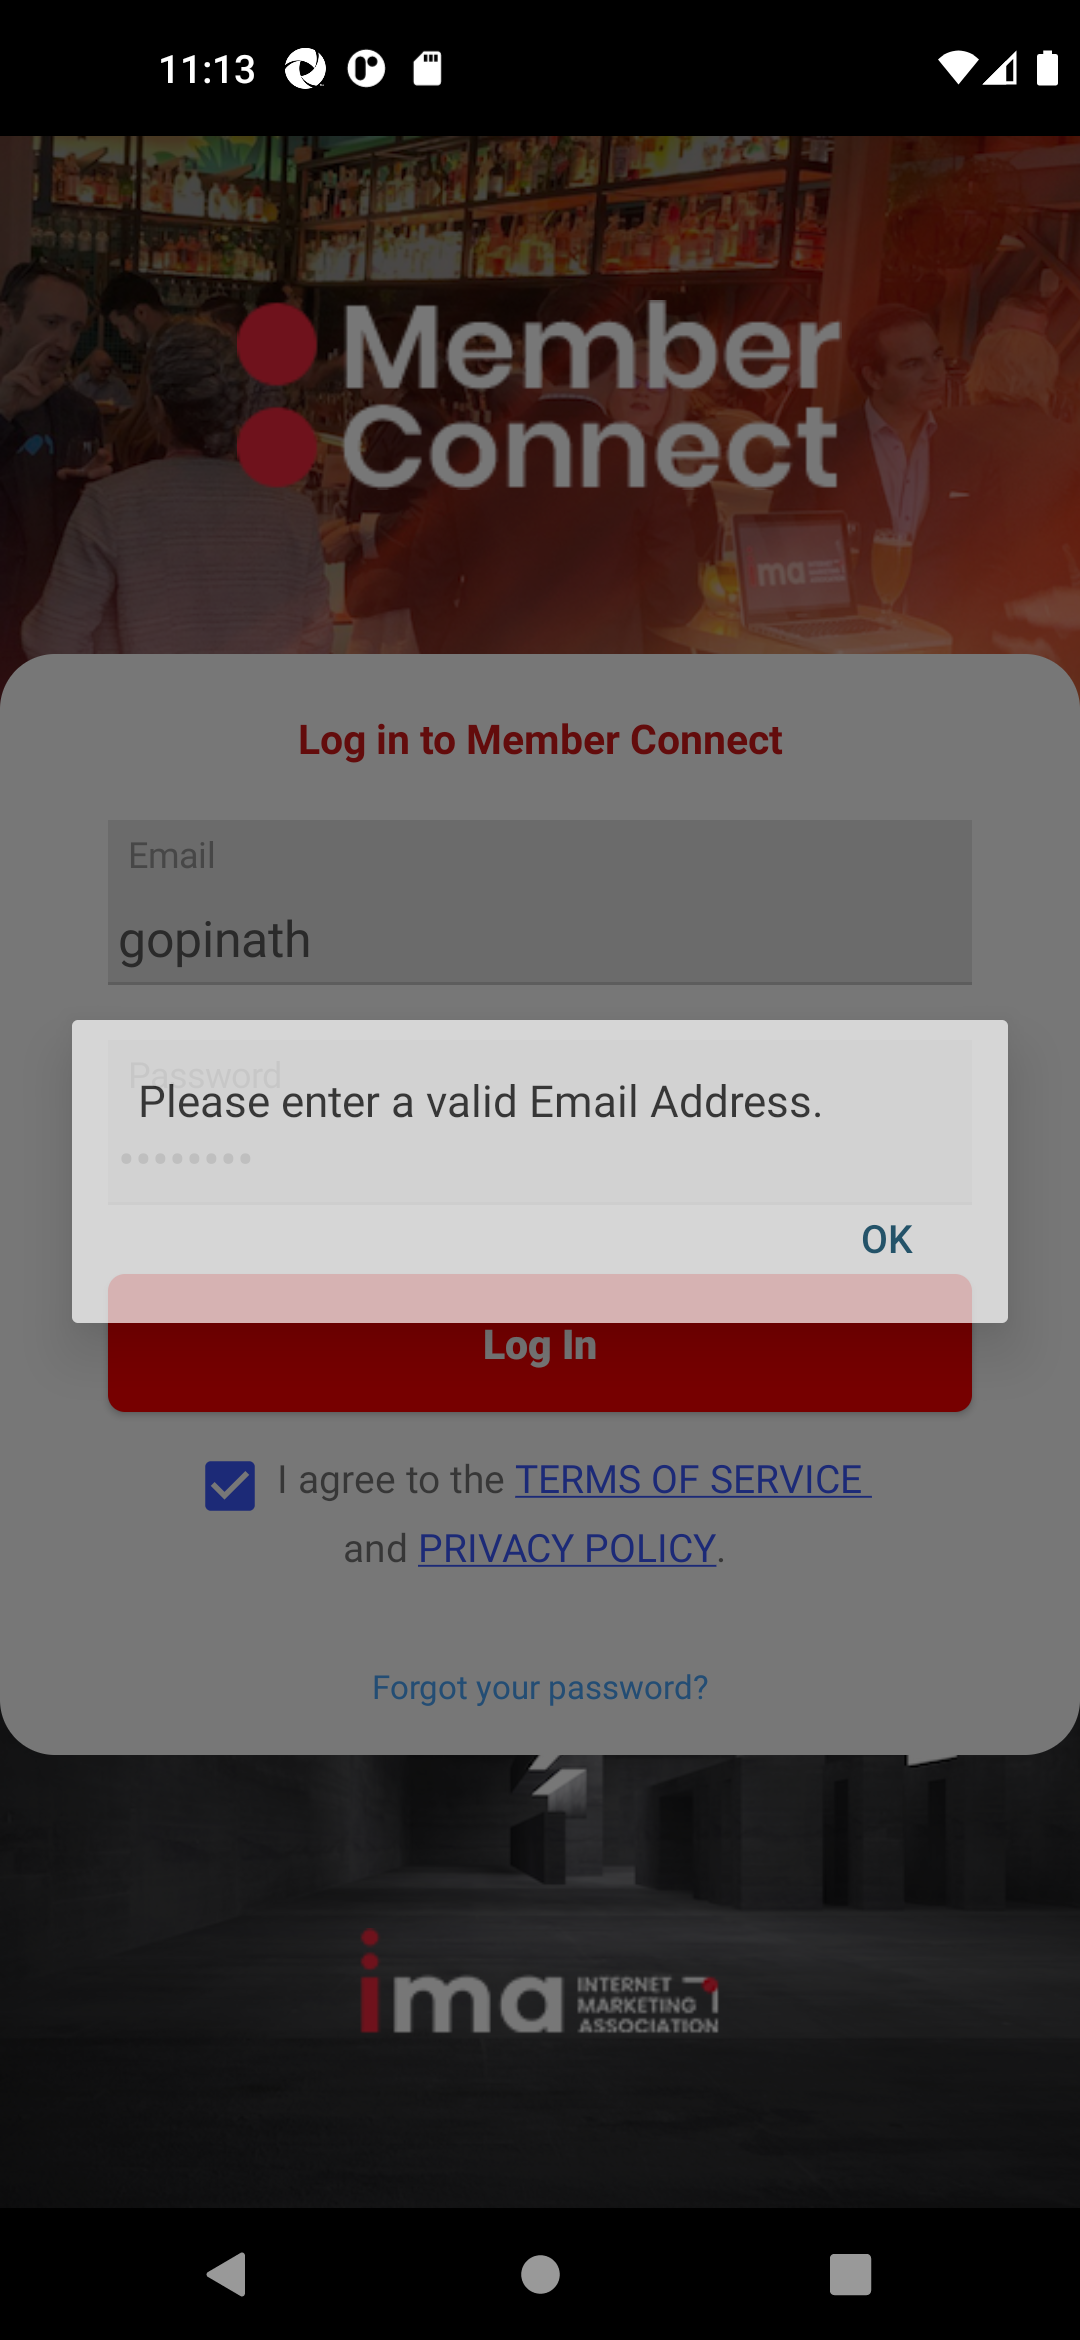 11:13
Member
Connect
ima
Log in to Member Connect
Email
gopinath
Password
Please enter a valid Email Address.
••••••••
OK
Log In
I agree to the TERMS OF SERVICE
and PRIVACY POLICY.
Forgot your password?
ima INTERNET
MARKETING
ASSOCIATION